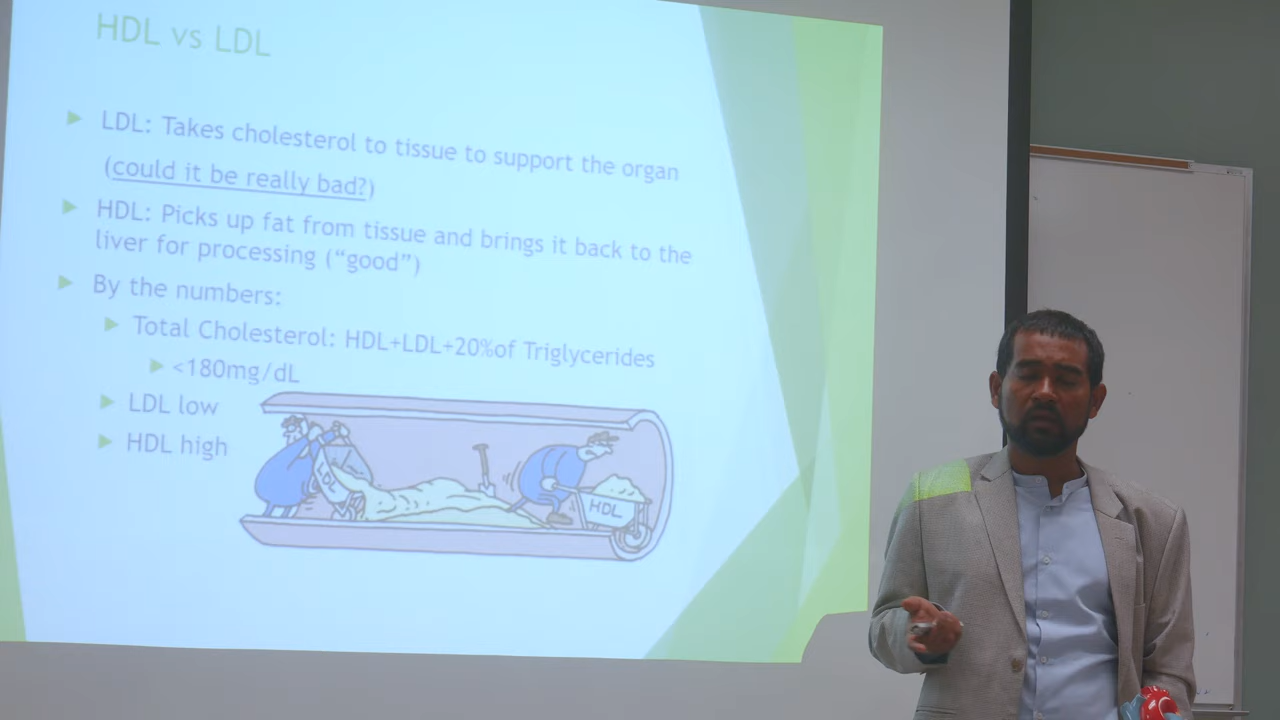 HDL vs LDL
LDL: Takes cholesterol to tissue to support the organ
(could it be really bad?)
HDL: Picks up fat from tissue and brings it back to the
liver for processing (“good”)
By the numbers:
Total Cholesterol: HDL+LDL+20%of Triglycerides
<180mg/dL
LDL low
HDL high
LDL
HDL